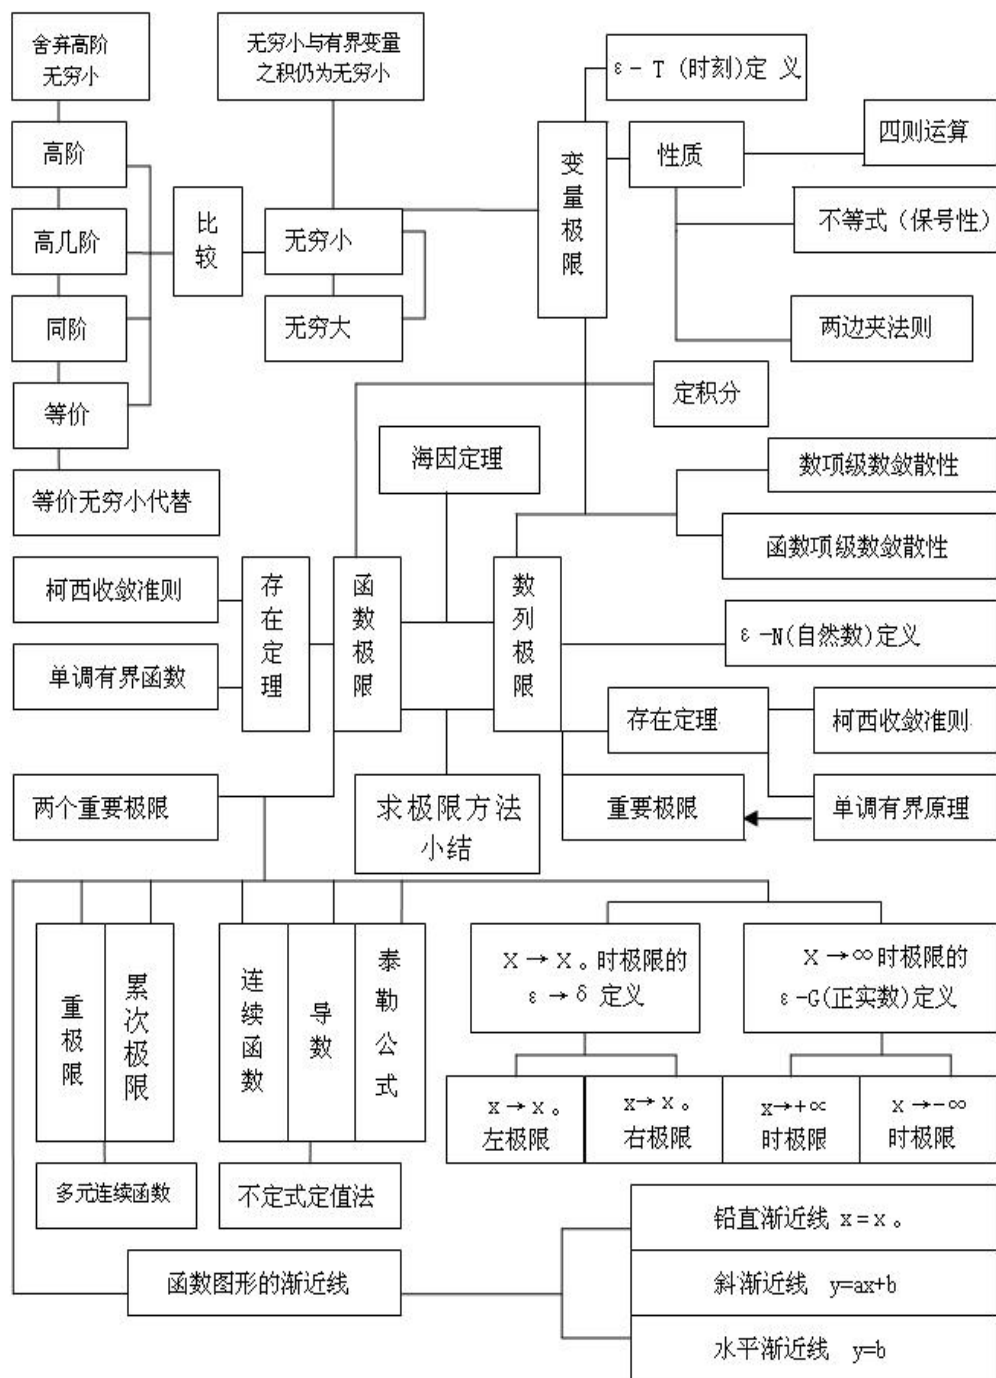 舍弃高阶
无穷小
无穷小与有界变量
之积仍为无穷小
ε－T (时刻)定 义
四则运算
高阶
变量极限
性质
不等式（保号性）
比较
高几阶
无穷小
同阶
无穷大
两边夹法则
等价
定积分
海因定理
数项级数敛散性
等价无穷小代替
函数项级数敛散性
柯西收敛准则
存在定理
函数极限
数列极限
ε-N(自然数)定义
单调有界函数
存在定理
柯西收敛准则
两个重要极限
求极限方法
小结
重要极限
单调有界原理
重极限
累次极限
连续函数
导数
泰勒公式
X → X。时极限的
ε → δ 定义
X →∞时极限的
ε-G(正实数)定义
x → x。
左极限
x→ x。
右极限
x→+∝
时极限
x →-∞
时极限
多元连续函数
不定式定值法
铅直渐近线 x = x。
函数图形的渐近线
斜渐近线 y=ax+b
水平渐近线 y=b